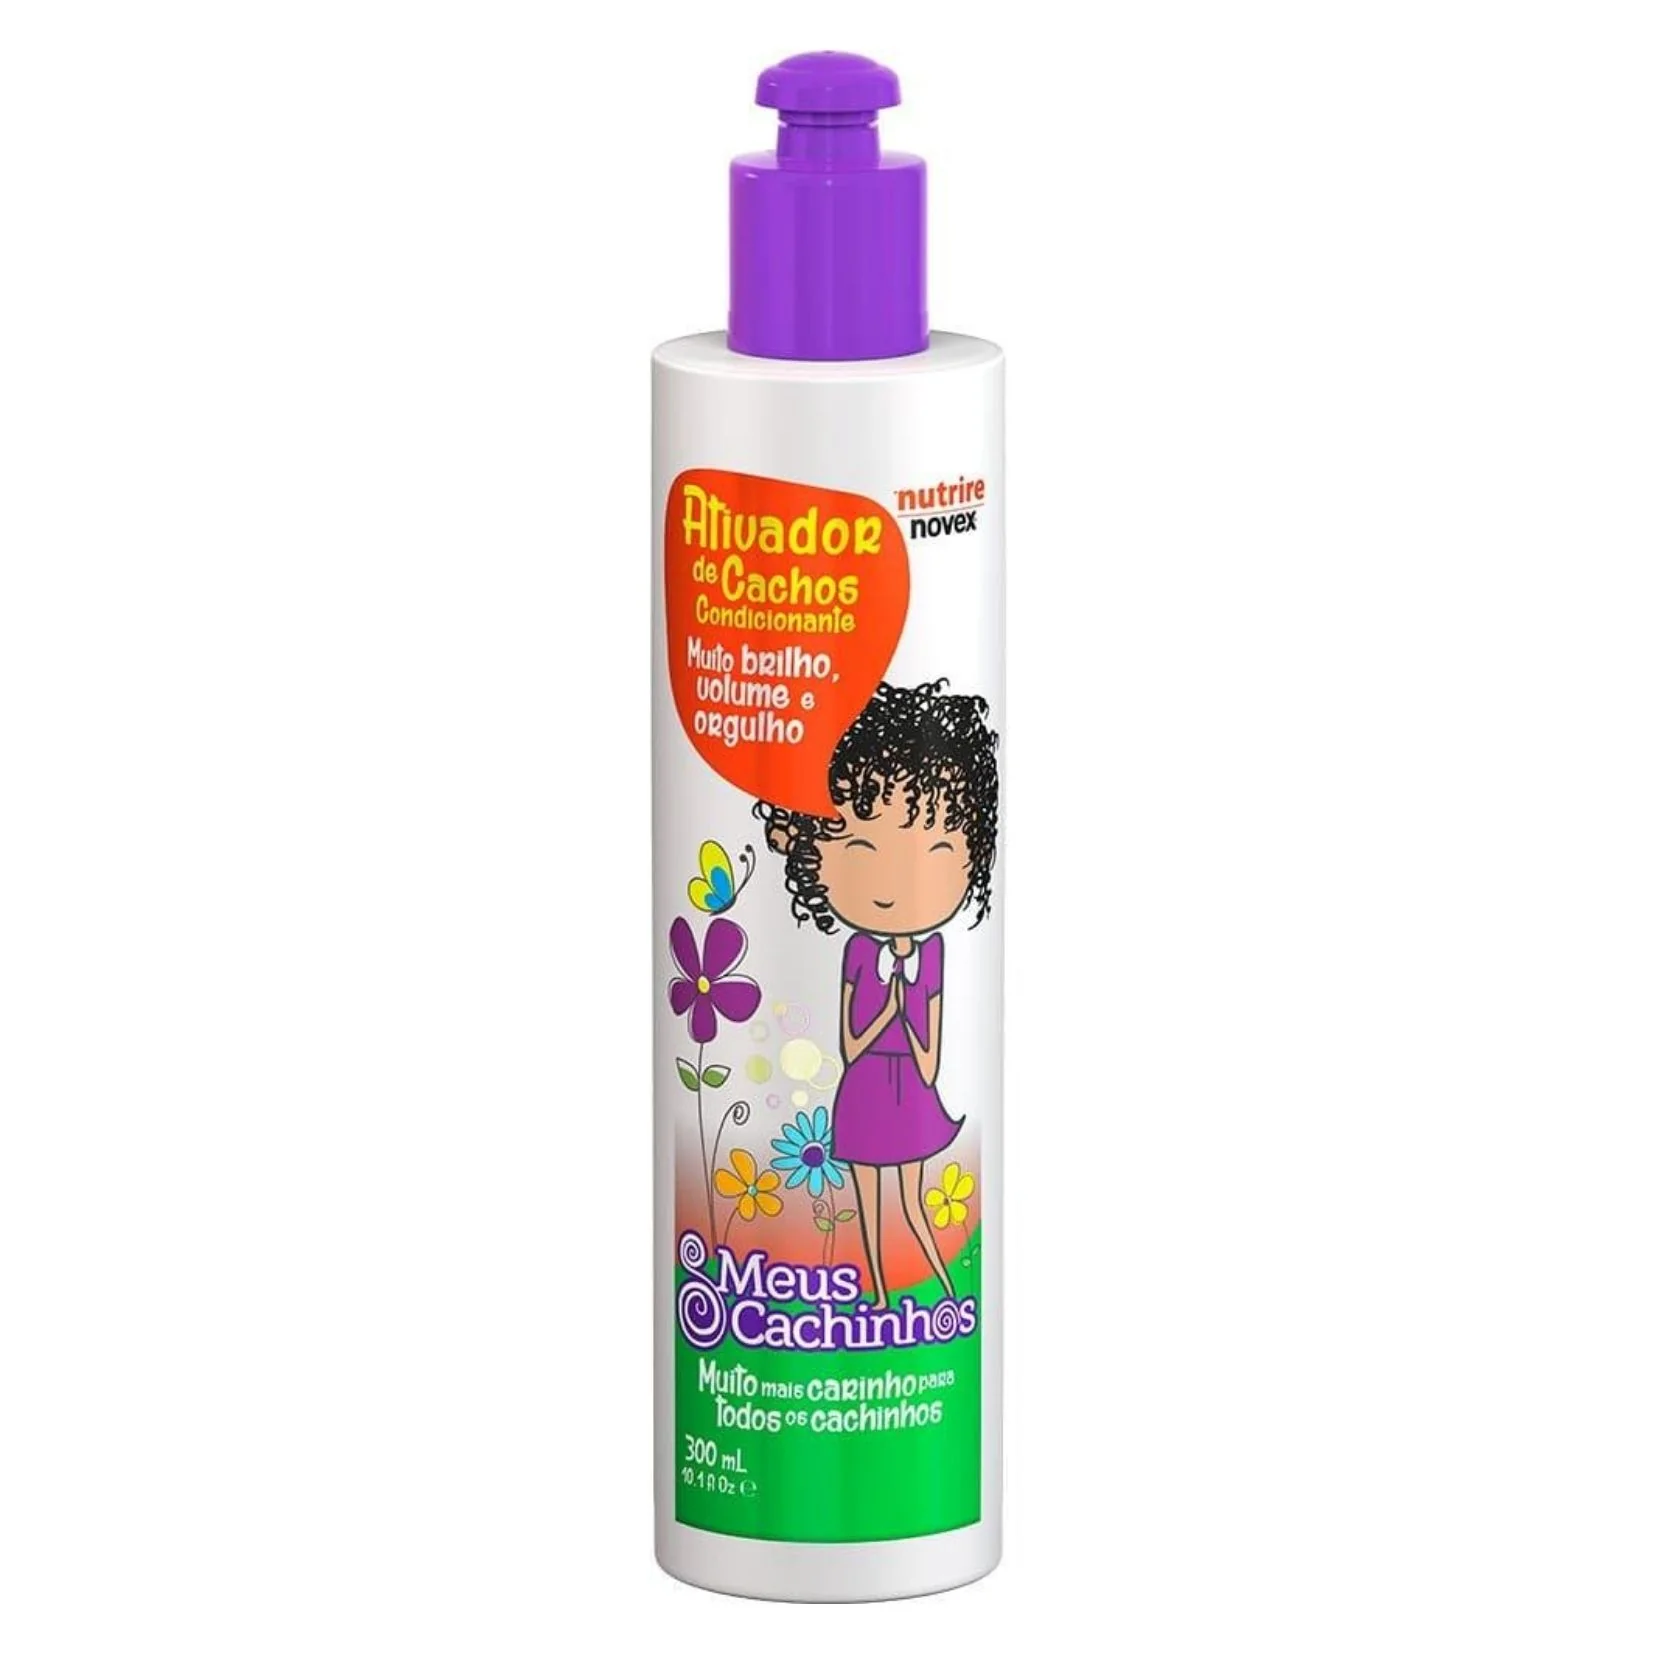 Ativador
de Cachos
Condicionante
Muito brilho,
volume e
orgulho
nutrire
novex
Meus
Cachinhos
Muito mais carinho para
todos os cachinhos
300 mL
10.1 fl Oz ℮